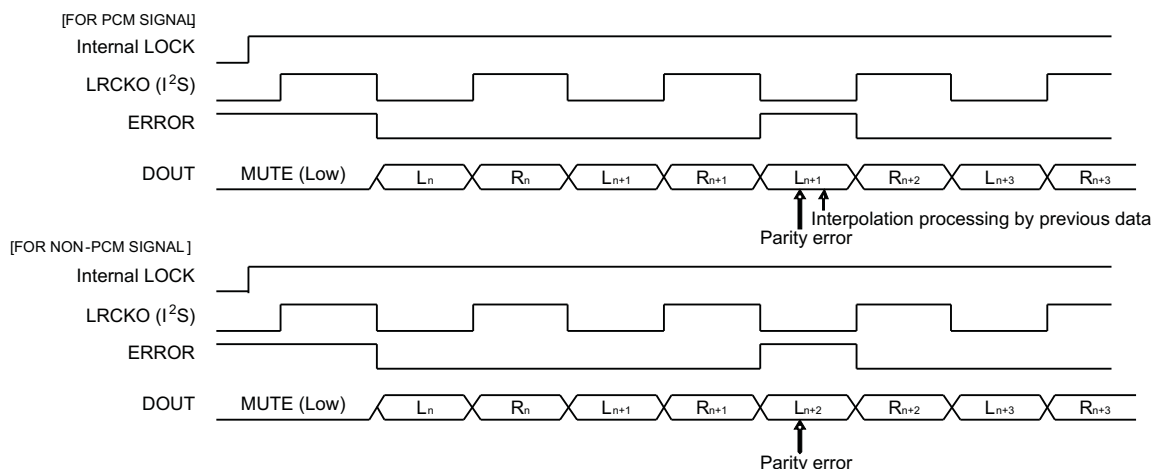 [FOR PCM SIGNAL]
Internal LOCK
LRCKO (I²S)
ERROR
DOUT MUTE (Low) Ln Rn Ln+1 Rn+1 Ln+1 Rn+2 Ln+3 Rn+3
Interpolation processing by previous data
Parity error
[FOR NON-PCM SIGNAL ]
Internal LOCK
LRCKO (I²S)
ERROR
DOUT MUTE (Low) Ln Rn Ln+1 Rn+1 Ln+2 Rn+2 Ln+3 Rn+3
Parity error